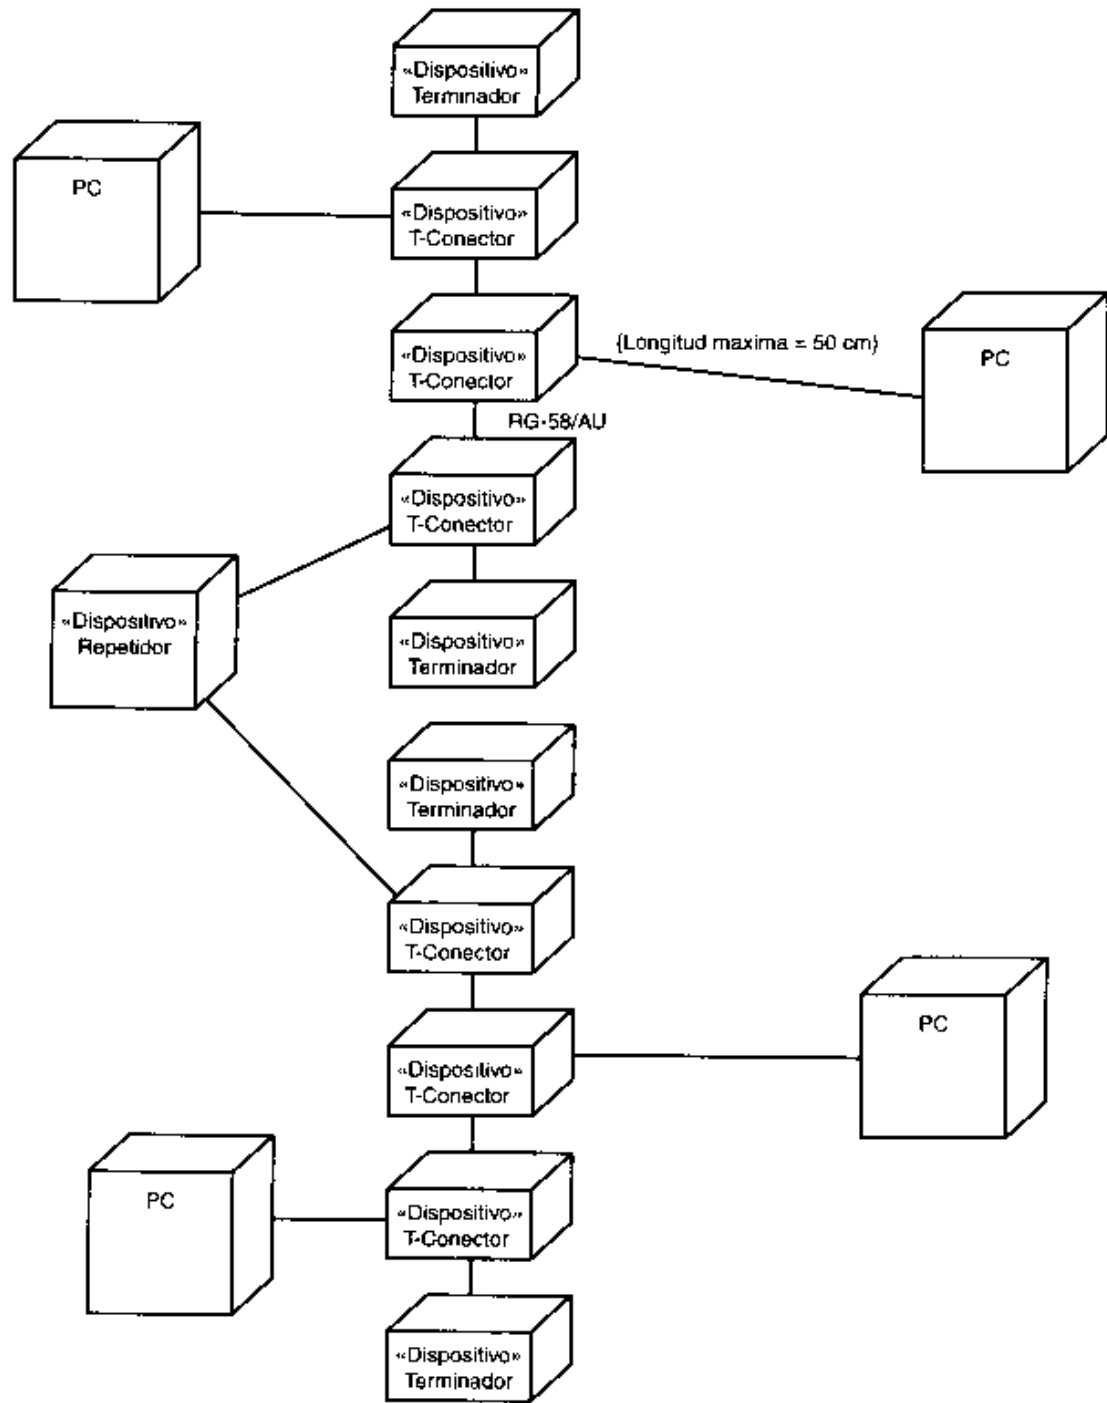 «Dispositivo»
Terminador
PC
«Dispositivo»
T-Conector
«Dispositivo»
T-Conector
{Longitud maxima = 50 cm}
PC
RG-58/AU
«Dispositivo»
T-Conector
«Dispositivo»
Repetidor
«Dispositivo»
Terminador
«Dispositivo»
Terminador
«Dispositivo»
T-Conector
«Dispositivo»
T-Conector
PC
PC
«Dispositivo»
T-Conector
«Dispositivo»
Terminador